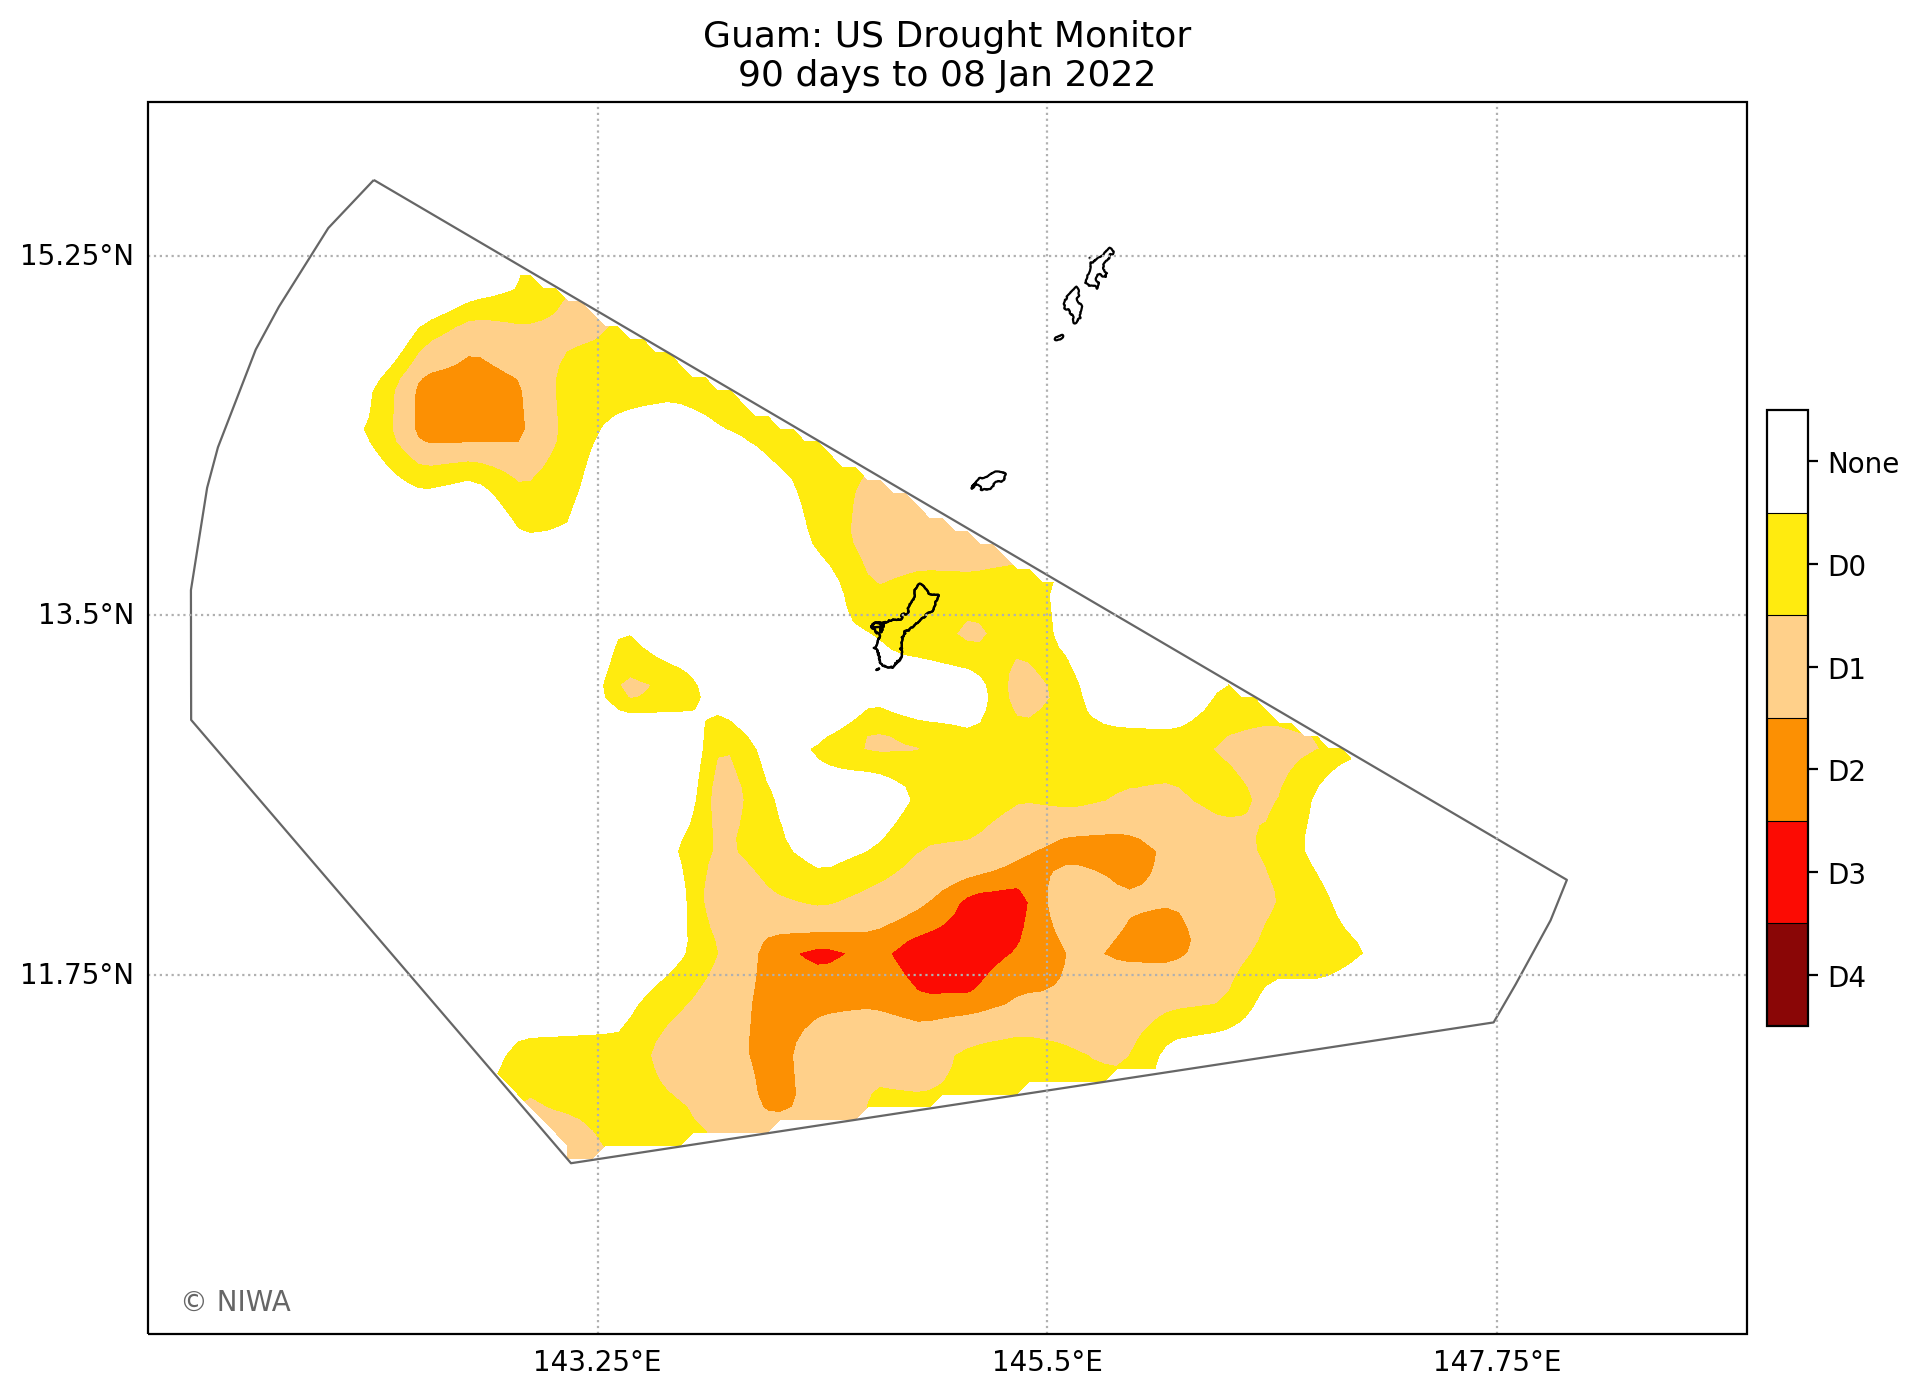 Guam: US Drought Monitor
90 days to 08 Jan 2022
15.25°N
13.5°N
11.75°N
143.25°E
145.5°E
147.75°E
None
D0
D1
D2
D3
D4
© NIWA